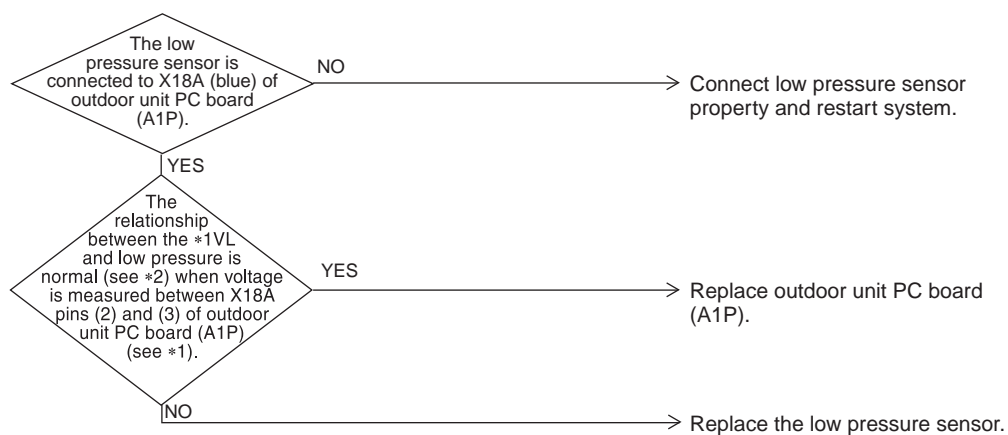 The low
pressure sensor is
connected to X18A (blue) of
outdoor unit PC board
(A1P).
NO
Connect low pressure sensor
property and restart system.
YES
The
relationship
between the *1VL
and low pressure is
normal (see *2) when voltage
is measured between X18A
pins (2) and (3) of outdoor
unit PC board (A1P)
(see *1).
YES
Replace outdoor unit PC board
(A1P).
NO
Replace the low pressure sensor.